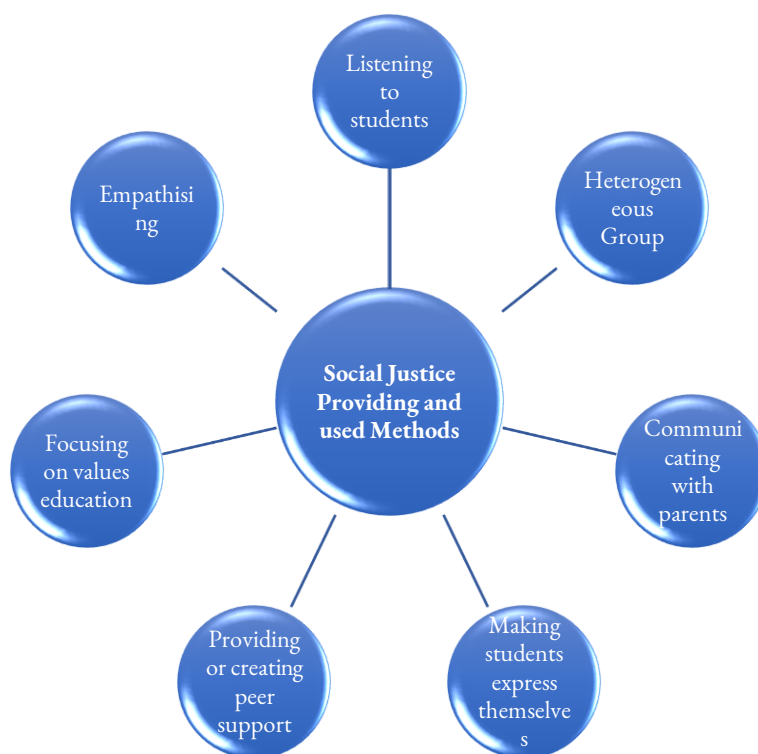 Listening
to
students
Heterogen
eous
Group
Communi
cating
with
parents
Making
students
express
themselve
s
Providing
or creating
peer
support
Focusing
on values
education
Empathisi
ng
Social Justice
Providing and
used Methods